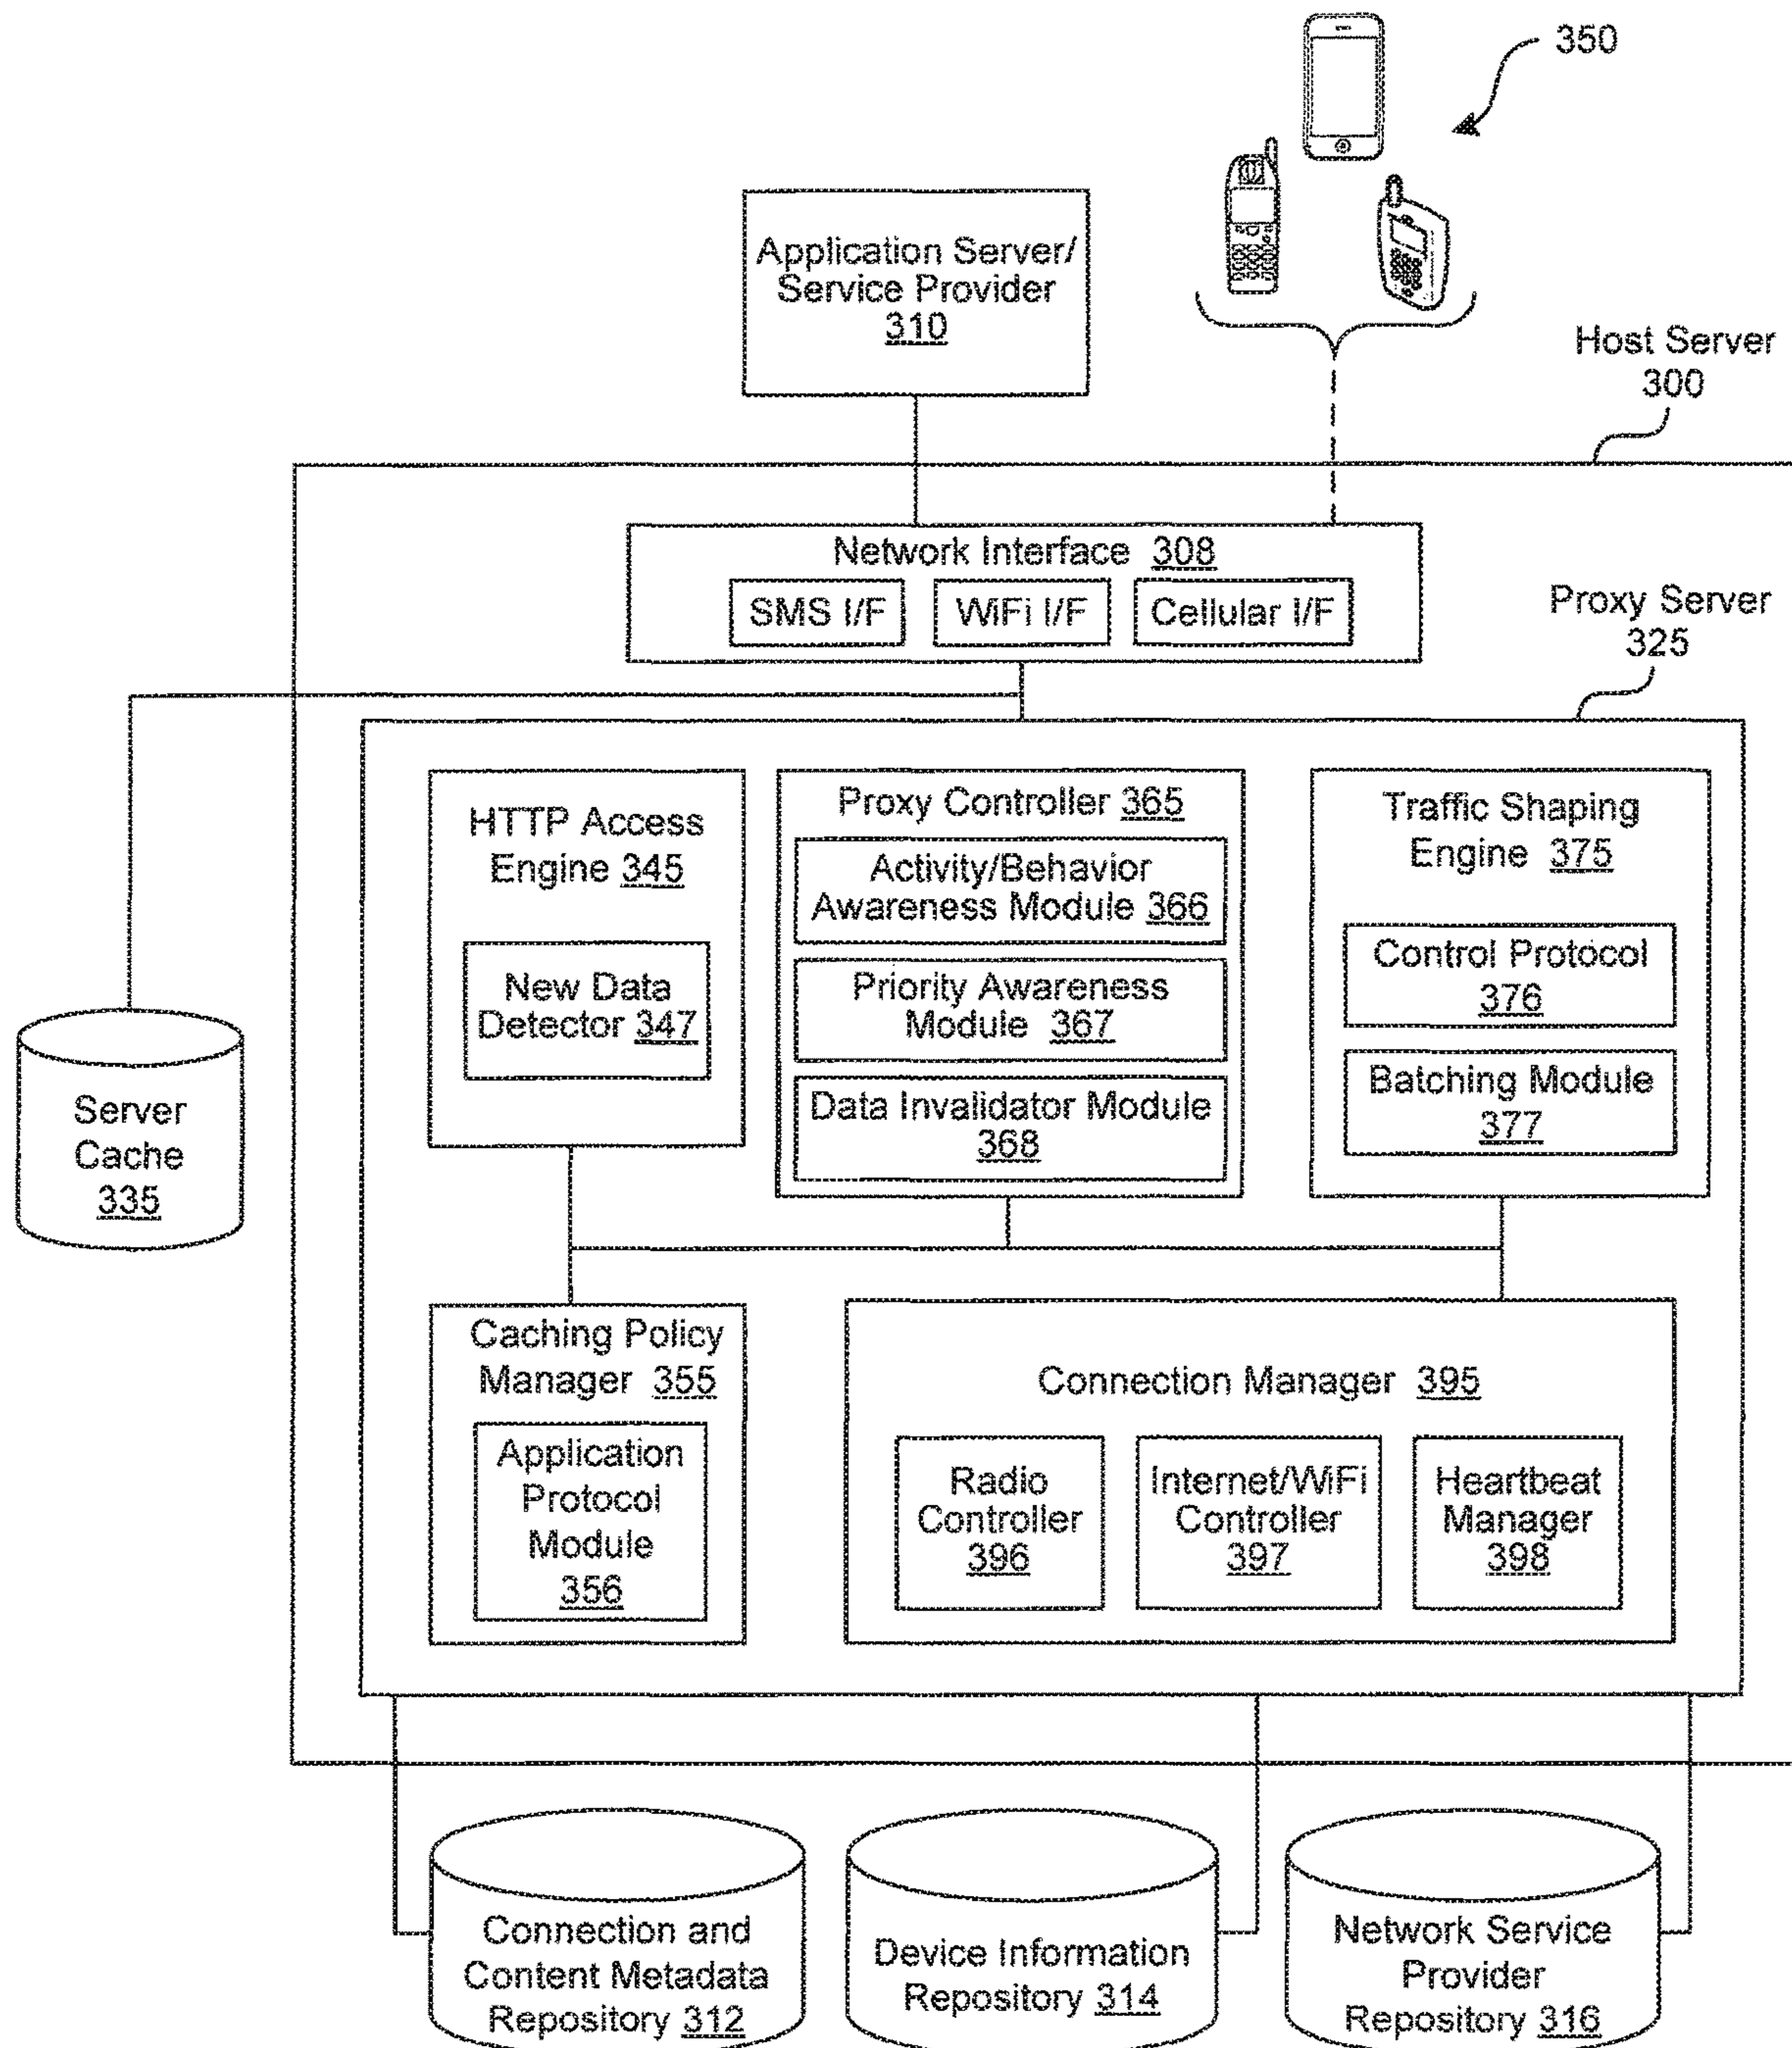 350
Application Server/
Service Provider
310
Host Server
300
Network Interface 308
SMS I/F
WiFi I/F
Cellular I/F
Proxy Server
325
HTTP Access
Engine 345
New Data
Detector 347
Proxy Controller 365
Activity/Behavior
Awareness Module 366
Priority Awareness
Module 367
Data Invalidator Module
368
Traffic Shaping
Engine 375
Control Protocol
376
Batching Module
377
Server
Cache
335
Caching Policy
Manager 355
Application
Protocol
Module
356
Connection Manager 395
Radio
Controller
396
Internet/WiFi
Controller
397
Heartbeat
Manager
398
Connection and
Content Metadata
Repository 312
Device Information
Repository 314
Network Service
Provider
Repository 316